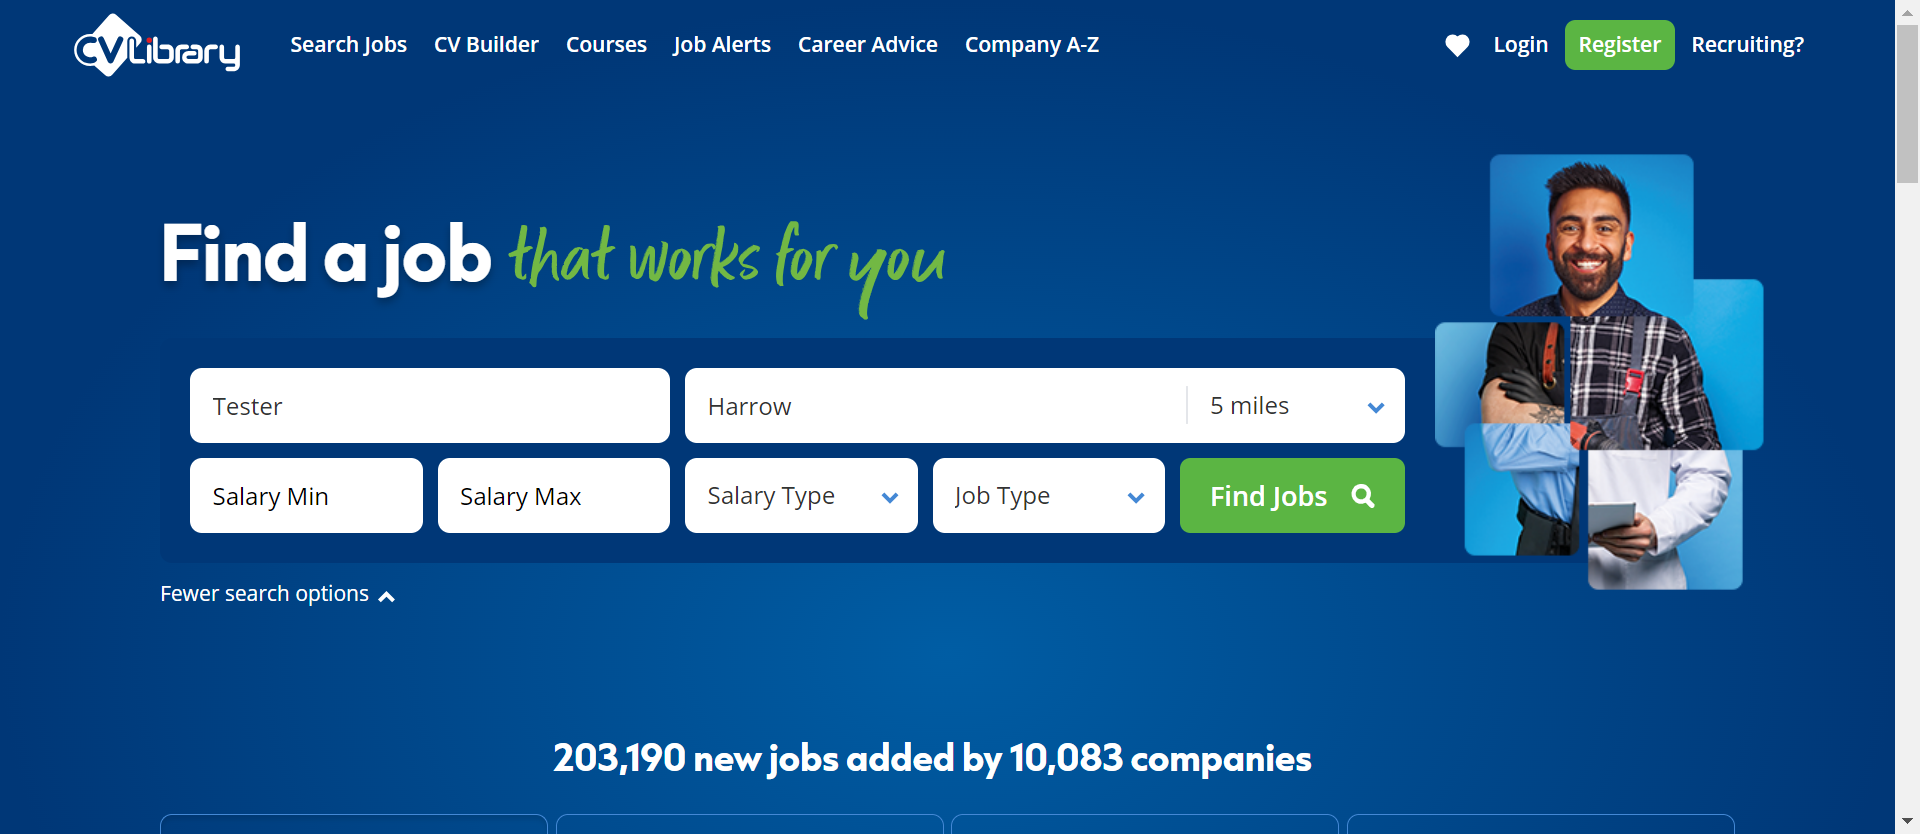 CVLibrary Search Jobs CV Builder Courses Job Alerts Career Advice Company A-Z Login Register Recruiting?
Find a job that works for you
Tester Harrow 5 miles
Salary Min Salary Max Salary Type Job Type Find Jobs
Fewer search options
203,190 new jobs added by 10,083 companies